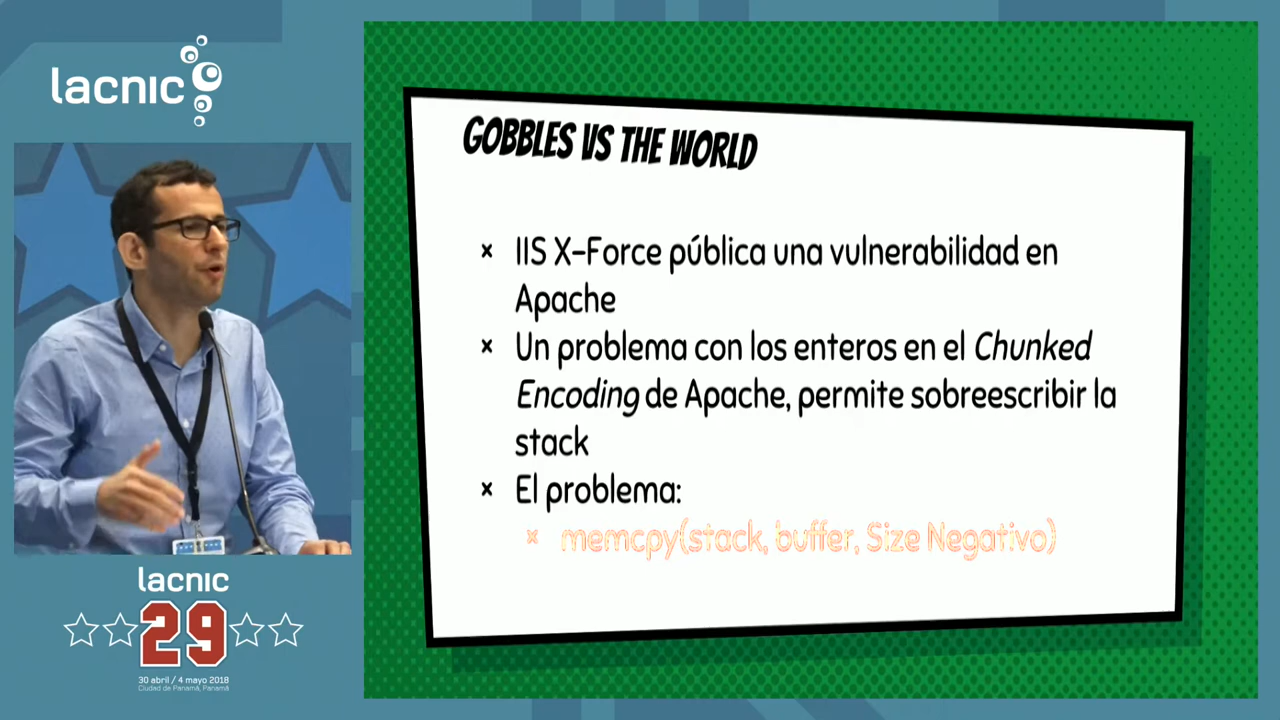 lacnic
GOBBLES VS THE WORLD
× IIS X-Force pública una vulnerabilidad en
Apache
× Un problema con los enteros en el Chunked
Encoding de Apache, permite sobreescribir la
stack
× El problema:
× memcpy(stack, buffer, Size Negativo)
lacnic
29
30 abril / 4 mayo 2018
Ciudad de Panamá, Panamá